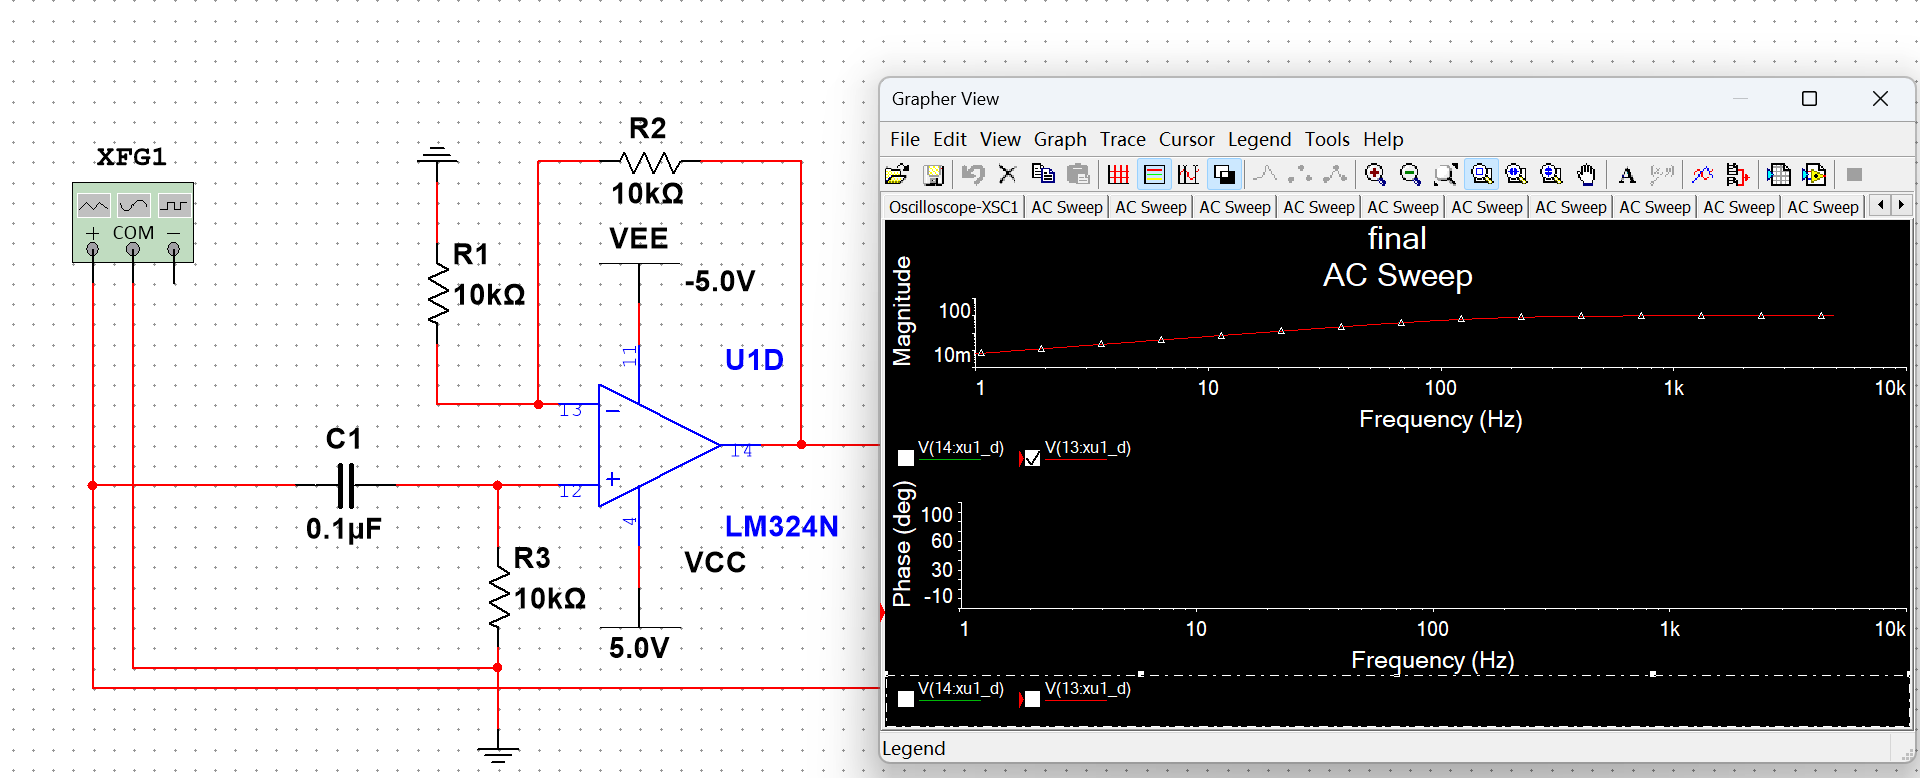 XFG1
+ COM −
R2
10kΩ
VEE
-5.0V
R1
10kΩ
11
U1D
13
14
12
4
C1
0.1µF
LM324N
VCC
R3
10kΩ
5.0V
Grapher View
File Edit View Graph Trace Cursor Legend Tools Help
Oscilloscope-XSC1 AC Sweep AC Sweep AC Sweep AC Sweep AC Sweep AC Sweep AC Sweep AC Sweep AC Sweep AC Sweep
final
AC Sweep
Magnitude
100
10m
1 10 100 1k 10k
Frequency (Hz)
V(14:xu1_d) V(13:xu1_d)
Phase (deg)
100
60
30
-10
1 10 100 1k 10k
Frequency (Hz)
V(14:xu1_d) V(13:xu1_d)
Legend